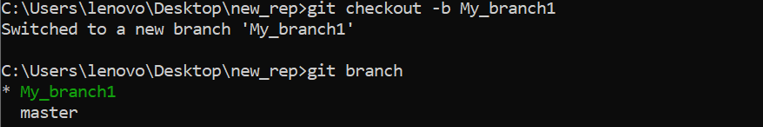 C:\Users\lenovo\Desktop\new_rep>git checkout -b My_branch1
Switched to a new branch 'My_branch1'
C:\Users\lenovo\Desktop\new_rep>git branch
* My_branch1
  master